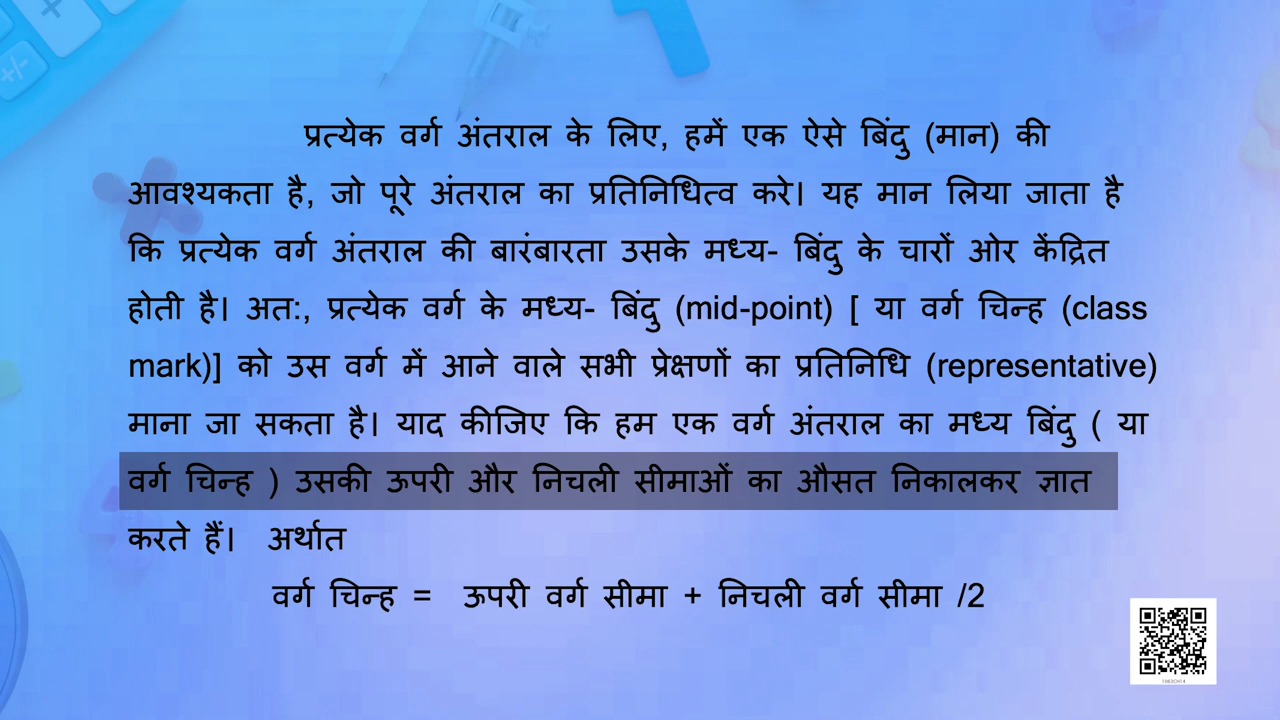 प्रत्येक वर्ग अंतराल के लिए, हमें एक ऐसे बिंदु (मान) की
आवश्यकता है, जो पूरे अंतराल का प्रतिनिधित्व करे। यह मान लिया जाता है
कि प्रत्येक वर्ग अंतराल की बारंबारता उसके मध्य- बिंदु के चारों ओर केंद्रित
होती है। अत:, प्रत्येक वर्ग के मध्य- बिंदु (mid-point) [ या वर्ग चिन्ह (class
mark)] को उस वर्ग में आने वाले सभी प्रेक्षणों का प्रतिनिधि (representative)
माना जा सकता है। याद कीजिए कि हम एक वर्ग अंतराल का मध्य बिंदु ( या
वर्ग चिन्ह ) उसकी ऊपरी और निचली सीमाओं का औसत निकालकर ज्ञात
करते हैं। अर्थात
वर्ग चिन्ह = ऊपरी वर्ग सीमा + निचली वर्ग सीमा /2